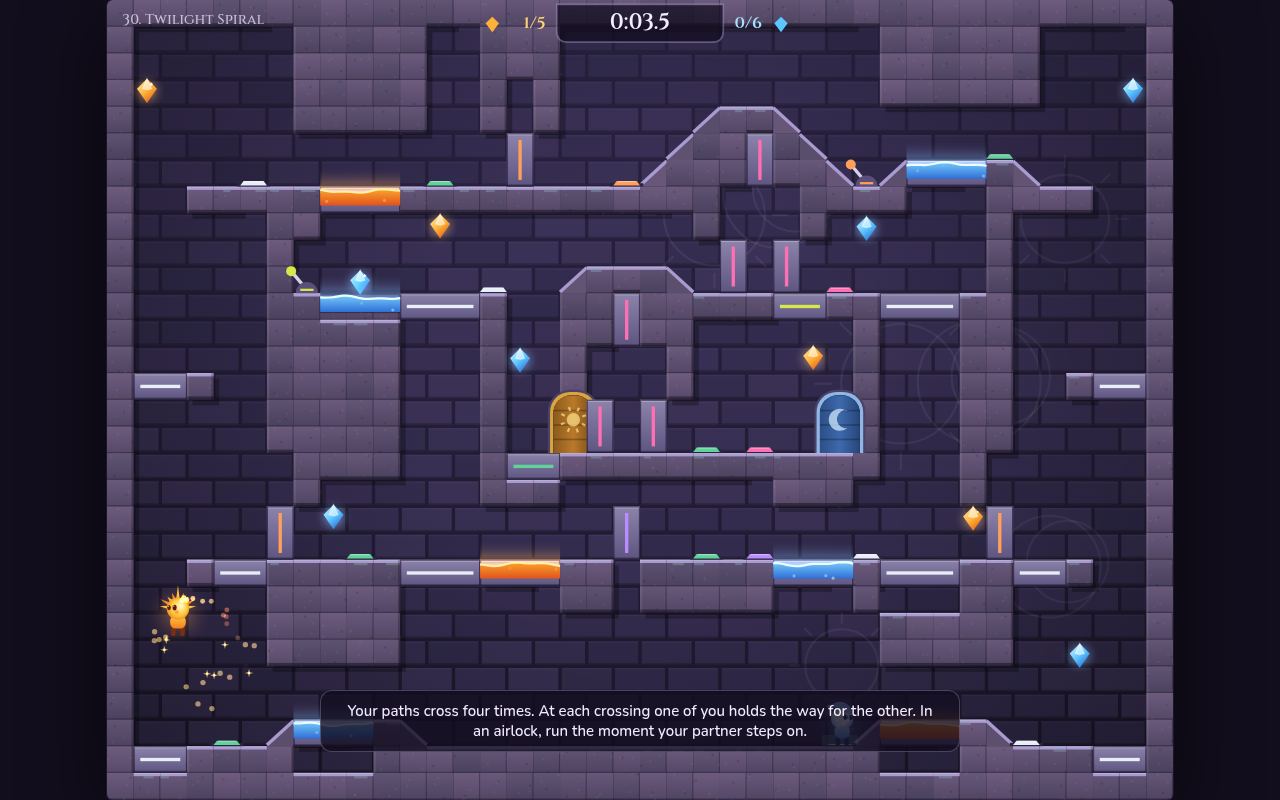 30. Twilight Spiral
1/5
0:03.5
0/6
Your paths cross four times. At each crossing one of you holds the way for the other. In
an airlock, run the moment your partner steps on.